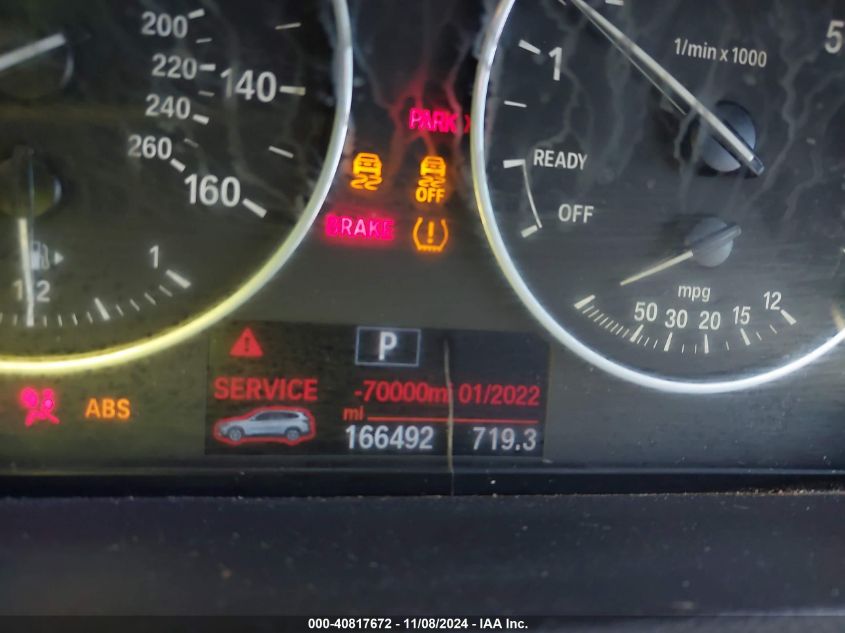 200
220
240
260
140
160
1
1/2
PARK
OFF
BRAKE
ABS
P
SERVICE
-70000mi 01/2022
mi
166492 719.3
1
5
1/min x 1000
READY
OFF
mpg
50 30 20 15 12
000-40817672 - 11/08/2024 - IAA Inc.